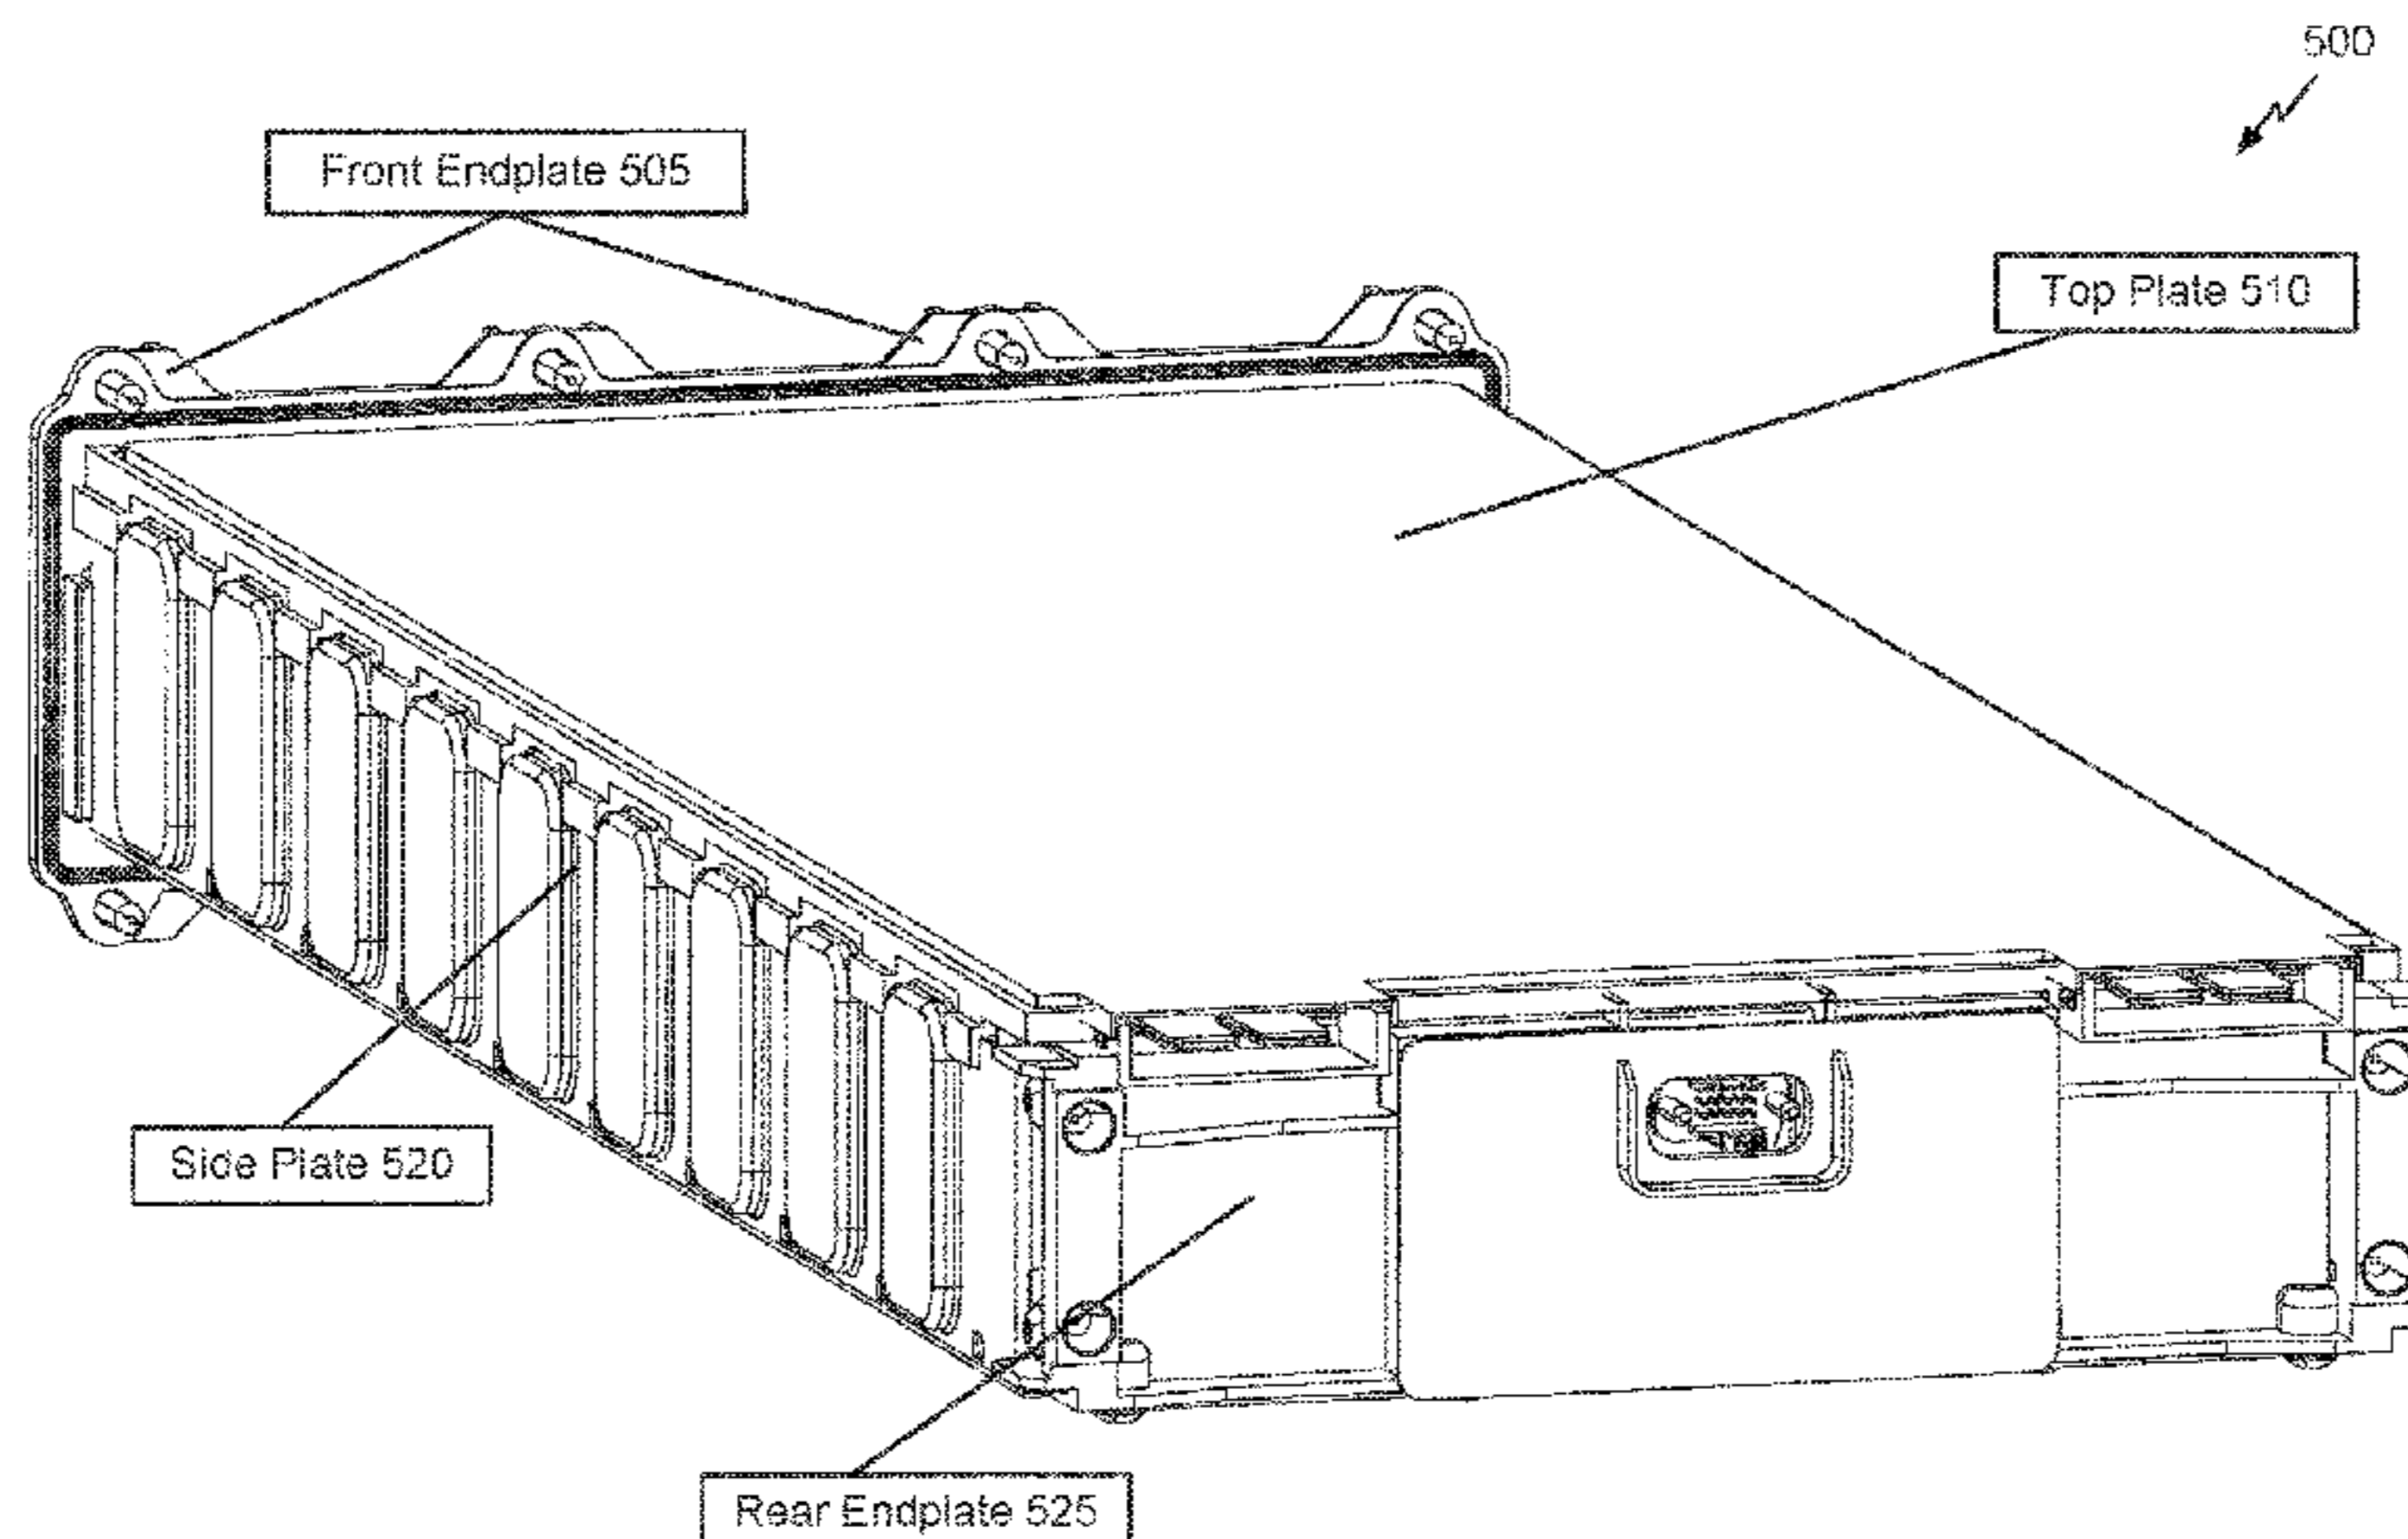 500
Front Endplate 505
Top Plate 510
Side Plate 520
Rear Endplate 525